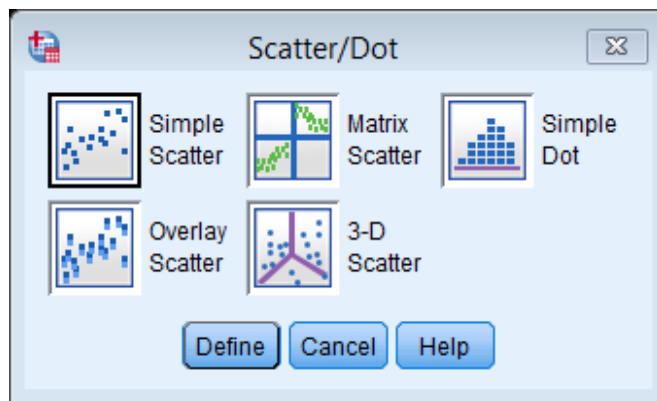 Scatter/Dot
Simple
Scatter
Matrix
Scatter
Simple
Dot
Overlay
Scatter
3-D
Scatter
Define
Cancel
Help